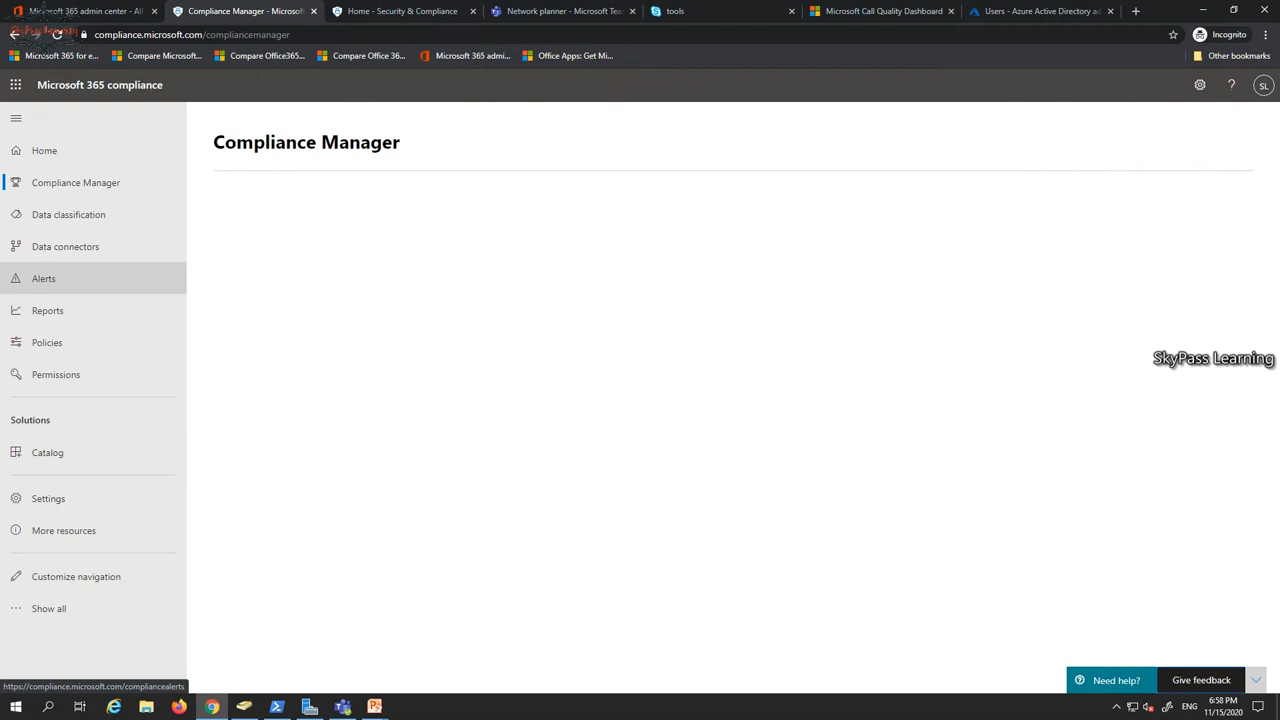 Microsoft 365 admin center - All
Compliance Manager - Microsoft
Home - Security & Compliance
Network planner - Microsoft Tea
tools
Microsoft Call Quality Dashboard
Users - Azure Active Directory ad
compliance.microsoft.com/compliancemanager
Incognito
Microsoft 365 for e...
Compare Microsoft...
Compare Office365...
Compare Office 36...
Microsoft 365 admi...
Office Apps: Get Mi...
Other bookmarks
Microsoft 365 compliance
SL
Compliance Manager
Home
Compliance Manager
Data classification
Data connectors
Alerts
Reports
Policies
Permissions
Solutions
Catalog
Settings
More resources
Customize navigation
Show all
SkyPass Learning
Need help?
Give feedback
https://compliance.microsoft.com/compliancealerts
ENG
6:58 PM
11/15/2020